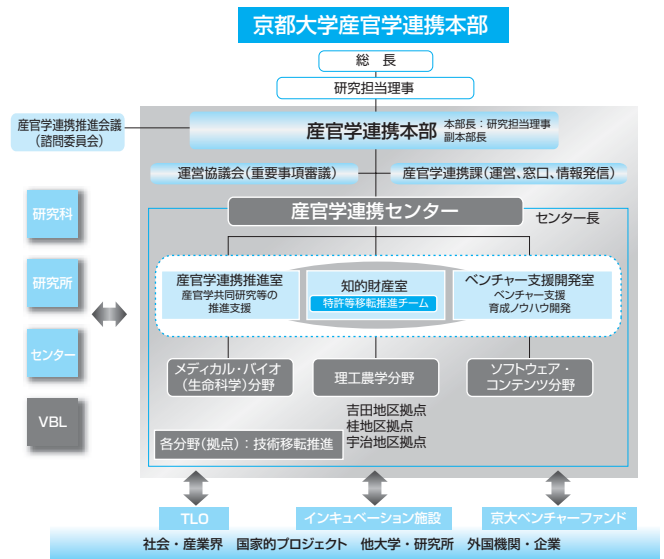 京都大学産官学連携本部
総 長
研究担当理事
産官学連携推進会議
(諮問委員会)
産官学連携本部
本部長：研究担当理事
副本部長
運営協議会(重要事項審議)
産官学連携課(運営、窓口、情報発信)
産官学連携センター
センター長
研究科
研究所
センター
VBL
産官学連携推進室
産官学共同研究等の
推進支援
知的財産室
特許等移転推進チーム
ベンチャー支援開発室
ベンチャー支援
育成ノウハウ開発
メディカル・バイオ
(生命科学)分野
理工農学分野
ソフトウェア・
コンテンツ分野
吉田地区拠点
桂地区拠点
宇治地区拠点
各分野(拠点)：技術移転推進
TLO
インキュベーション施設
京大ベンチャーファンド
社会・産業界 国家的プロジェクト 他大学・研究所 外国機関・企業